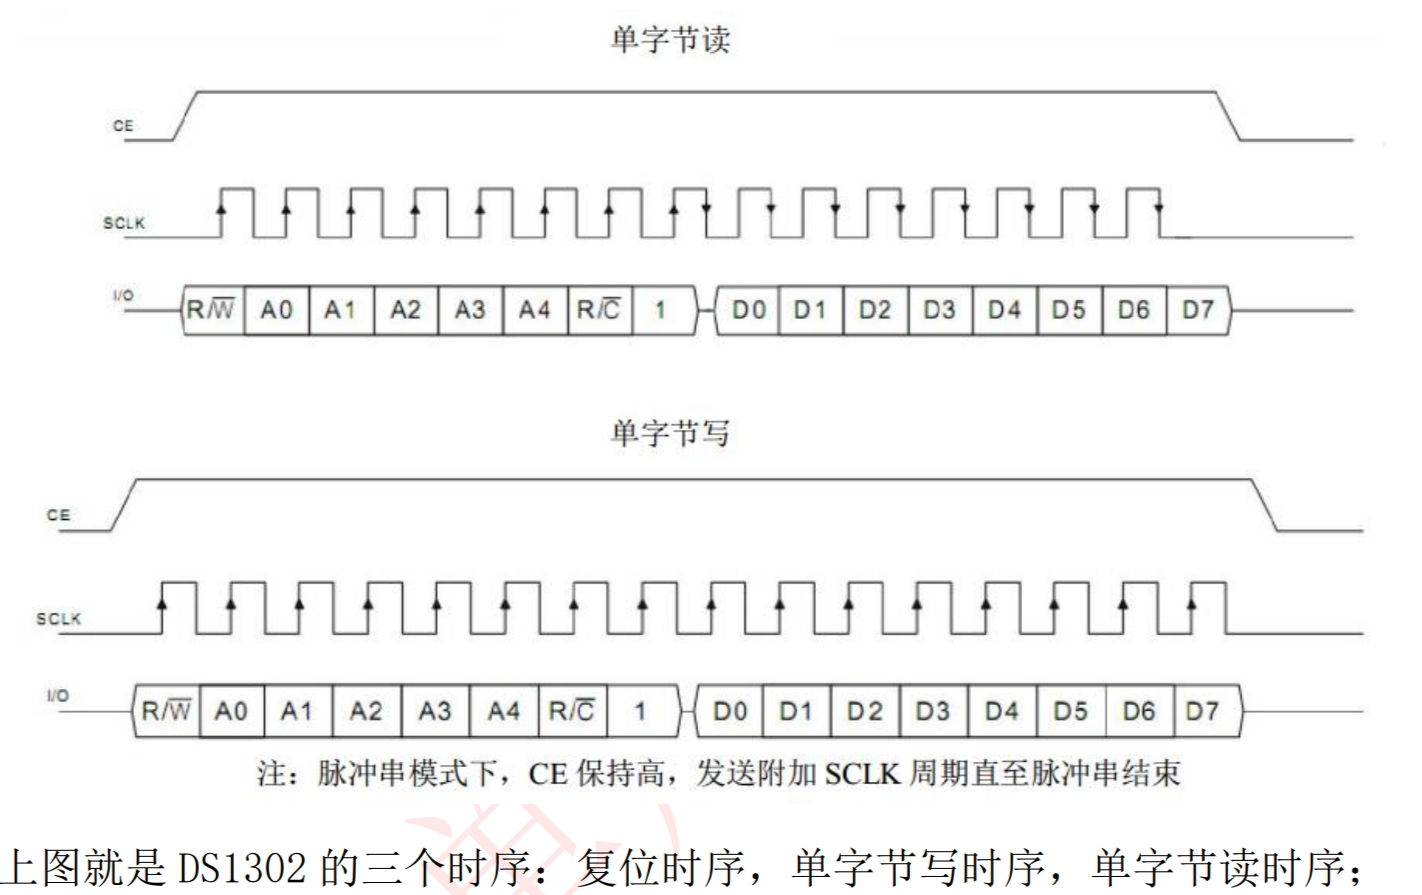 单字节读
CE
SCLK
I/O R/W̅ A0 A1 A2 A3 A4 R/C̅ 1 D0 D1 D2 D3 D4 D5 D6 D7
单字节写
CE
SCLK
I/O R/W̅ A0 A1 A2 A3 A4 R/C̅ 1 D0 D1 D2 D3 D4 D5 D6 D7
注：脉冲串模式下，CE 保持高，发送附加 SCLK 周期直至脉冲串结束
上图就是 DS1302 的三个时序：复位时序，单字节写时序，单字节读时序；